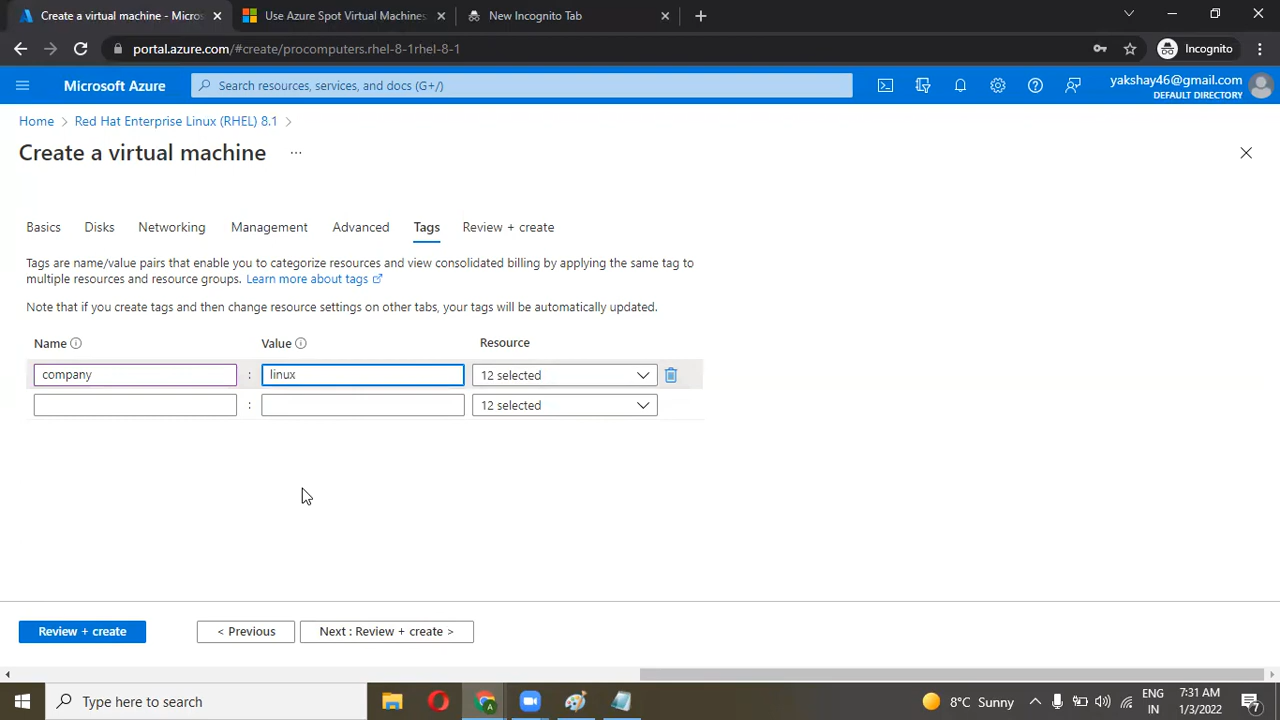 Create a virtual machine - Micros
Use Azure Spot Virtual Machines
New Incognito Tab
portal.azure.com/#create/procomputers.rhel-8-1rhel-8-1
Incognito
Microsoft Azure
Search resources, services, and docs (G+/)
yakshay46@gmail.com
DEFAULT DIRECTORY
Home > Red Hat Enterprise Linux (RHEL) 8.1 >
Create a virtual machine ...
Basics Disks Networking Management Advanced Tags Review + create
Tags are name/value pairs that enable you to categorize resources and view consolidated billing by applying the same tag to
multiple resources and resource groups. Learn more about tags
Note that if you create tags and then change resource settings on other tabs, your tags will be automatically updated.
Name Value Resource
company : linux 12 selected
: 12 selected
Review + create < Previous Next : Review + create >
Type here to search
8°C Sunny
ENG
IN
7:31 AM
1/3/2022
7